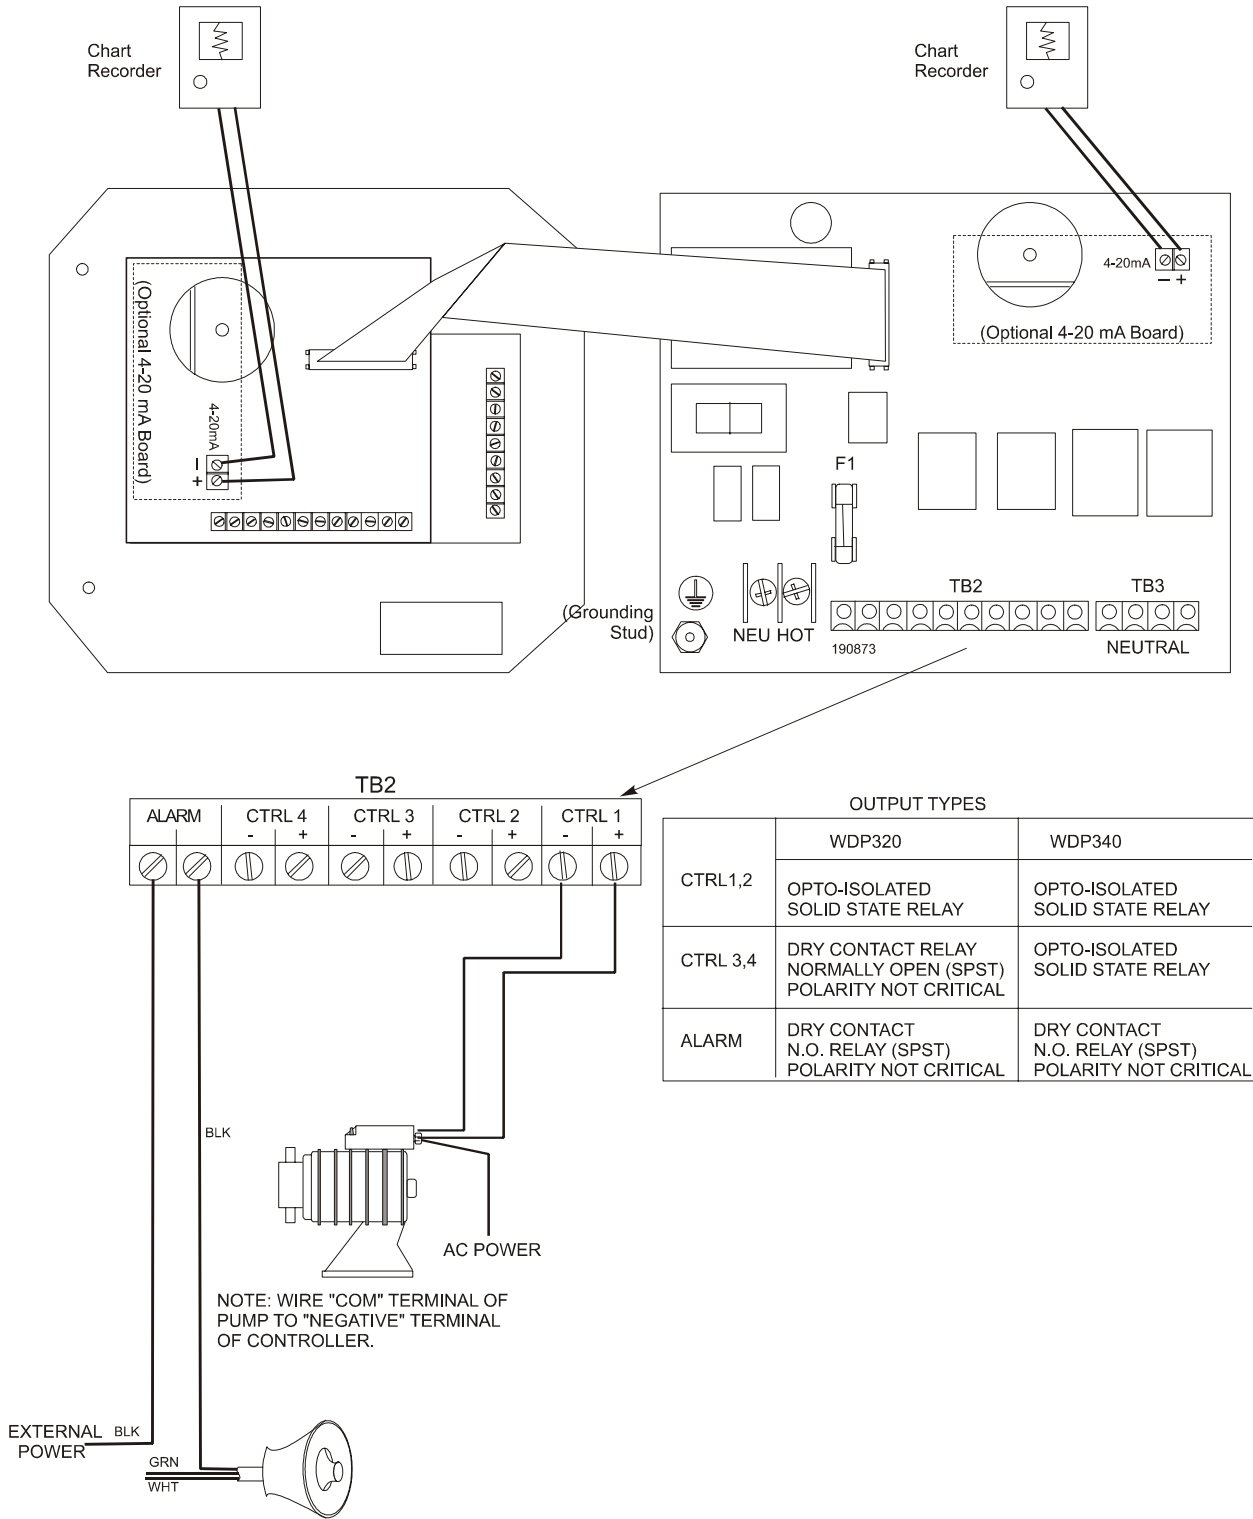 Chart
Recorder
Chart
Recorder
(Optional 4-20 mA Board)
4-20mA
-
+
4-20mA
- +
(Optional 4-20 mA Board)
F1
(Grounding
Stud)
NEU HOT
TB2
TB3
190873
NEUTRAL
TB2
ALARM CTRL 4 CTRL 3 CTRL 2 CTRL 1
- + - + - + - +
OUTPUT TYPES
WDP320 WDP340
CTRL1,2
OPTO-ISOLATED
SOLID STATE RELAY
OPTO-ISOLATED
SOLID STATE RELAY
CTRL 3,4
DRY CONTACT RELAY
NORMALLY OPEN (SPST)
POLARITY NOT CRITICAL
OPTO-ISOLATED
SOLID STATE RELAY
ALARM
DRY CONTACT
N.O. RELAY (SPST)
POLARITY NOT CRITICAL
DRY CONTACT
N.O. RELAY (SPST)
POLARITY NOT CRITICAL
BLK
AC POWER
NOTE: WIRE "COM" TERMINAL OF
PUMP TO "NEGATIVE" TERMINAL
OF CONTROLLER.
EXTERNAL
POWER
BLK
GRN
WHT